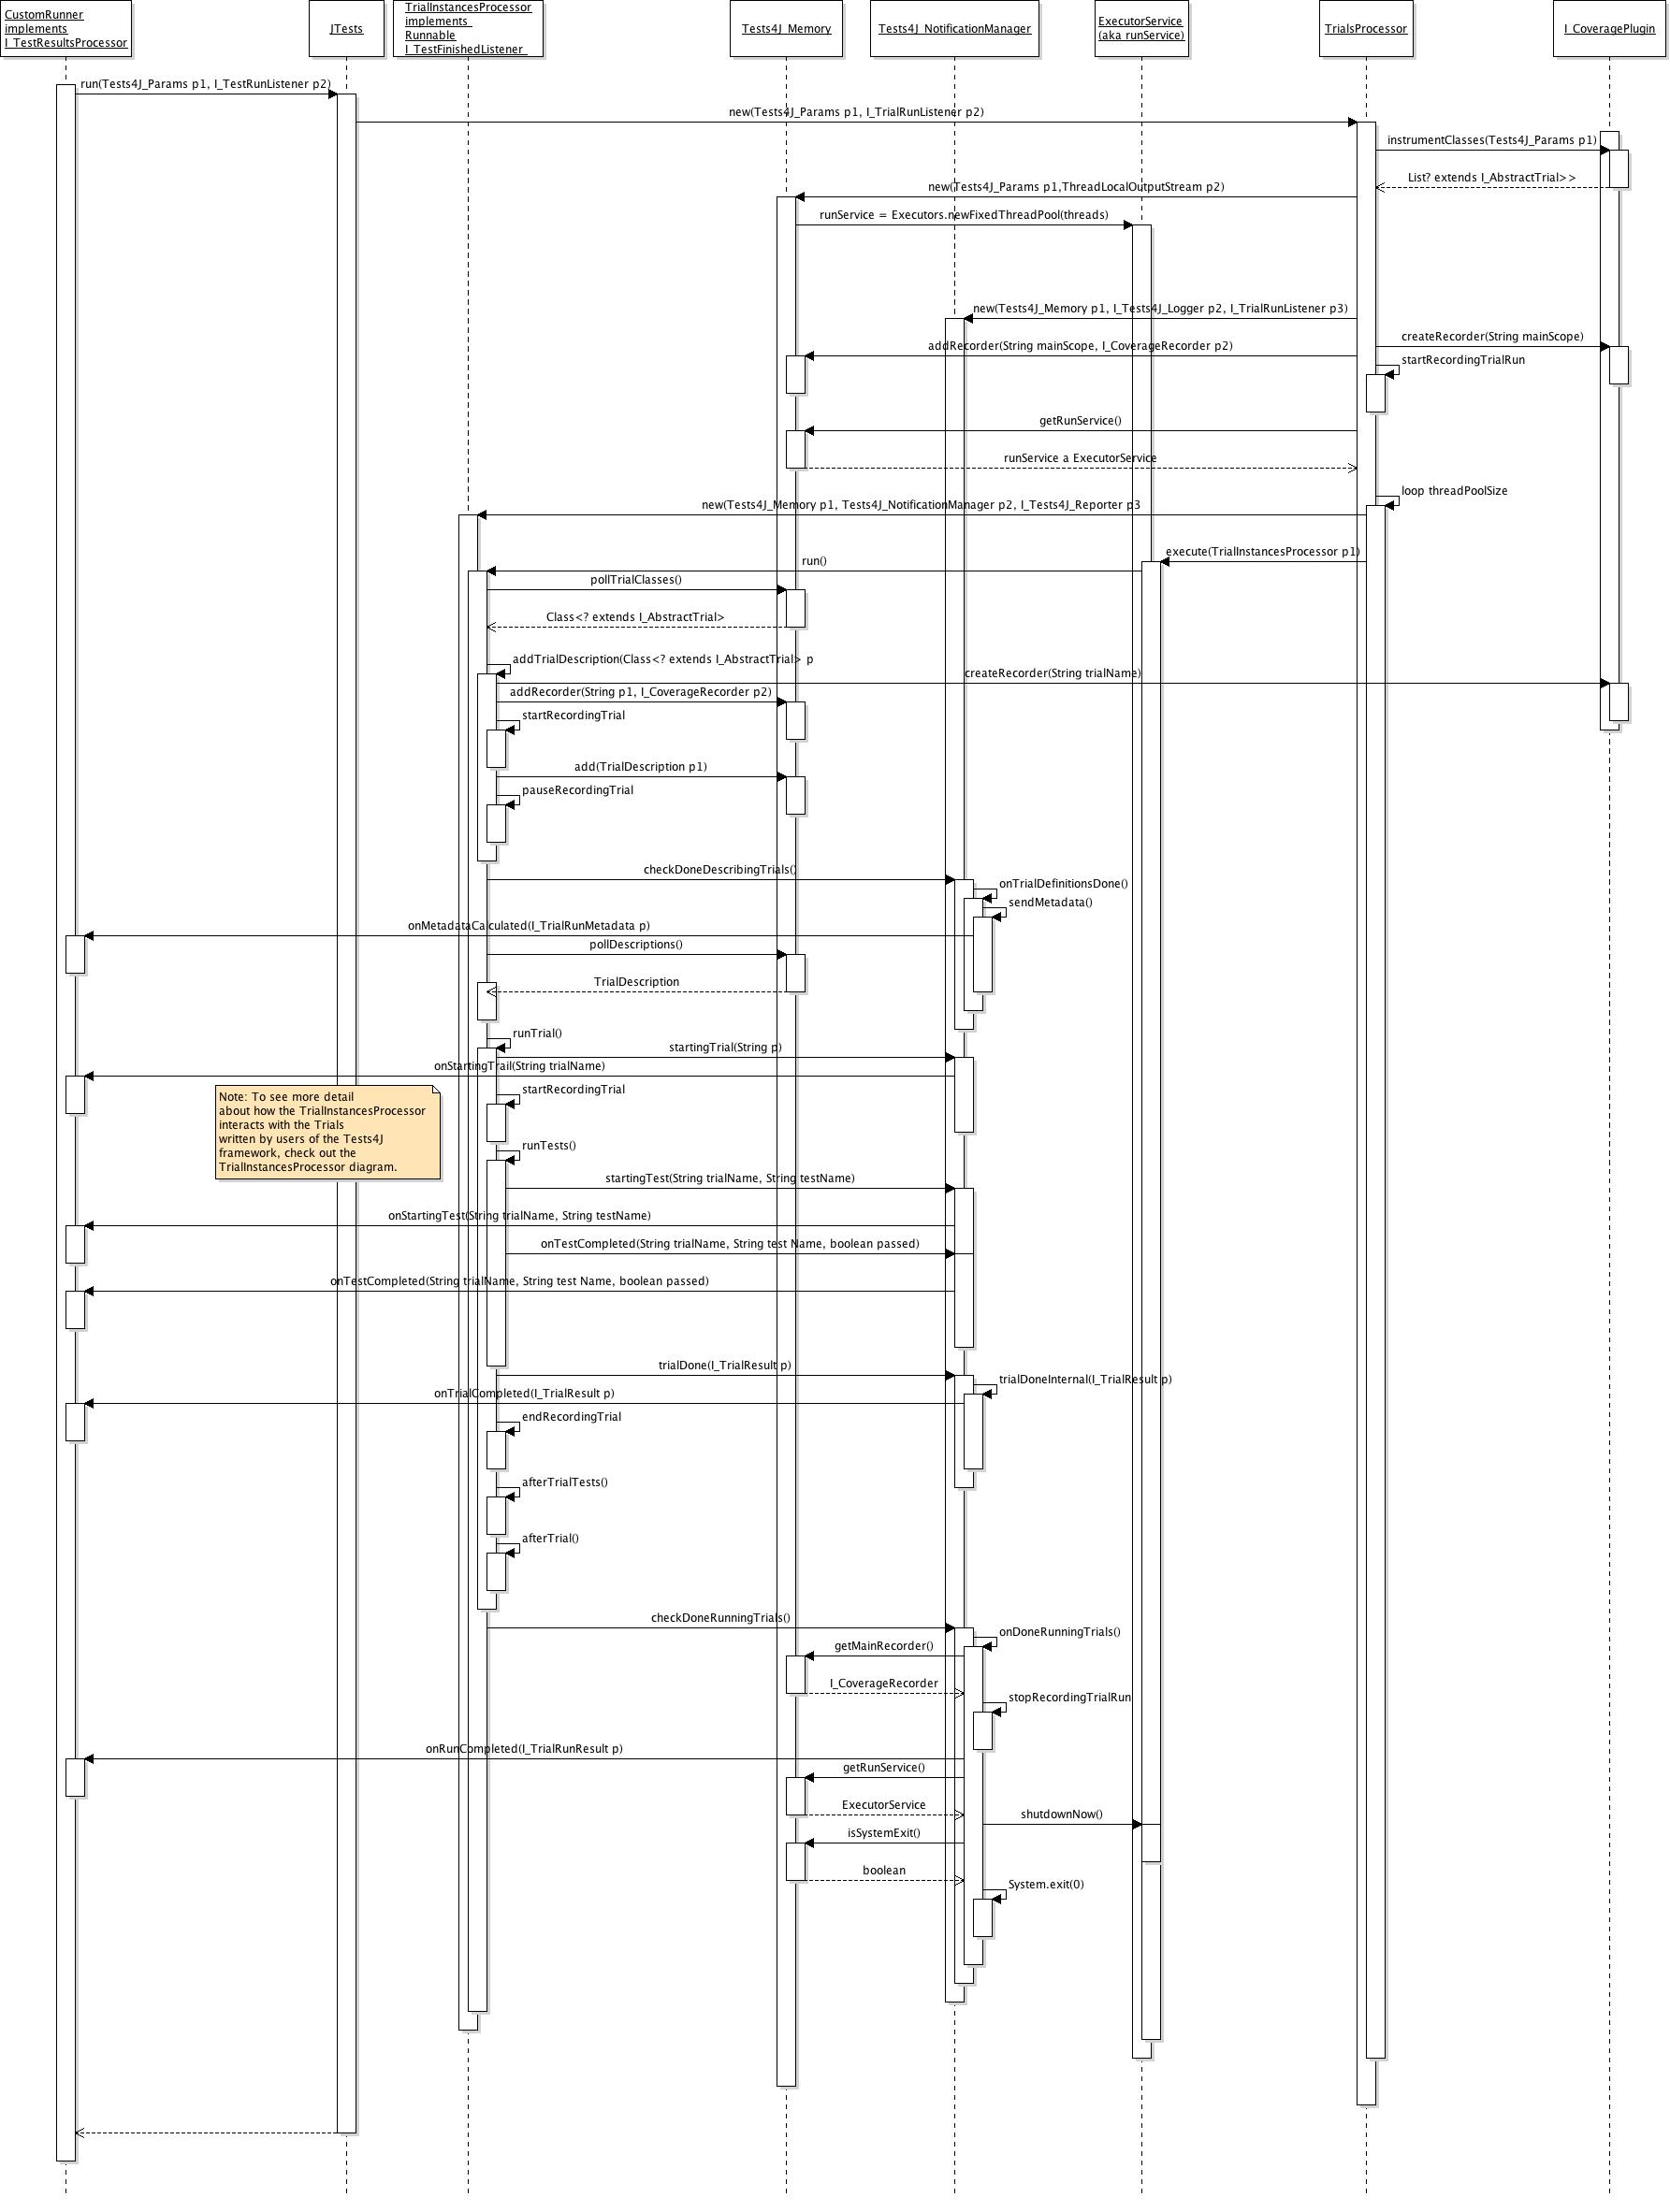 CustomRunner
implements
I_TestResultsProcessor
JTests
TrialInstancesProcessor
implements
Runnable
I_TestFinishedListener
Tests4J_Memory
Tests4J_NotificationManager
ExecutorService
(aka runService)
TrialsProcessor
I_CoveragePlugin
run(Tests4J_Params p1, I_TestRunListener p2)
new(Tests4J_Params p1, I_TrialRunListener p2)
instrumentClasses(Tests4J_Params p1)
List? extends I_AbstractTrial>>
new(Tests4J_Params p1,ThreadLocalOutputStream p2)
runService = Executors.newFixedThreadPool(threads)
new(Tests4J_Memory p1, I_Tests4J_Logger p2, I_TrialRunListener p3)
createRecorder(String mainScope)
addRecorder(String mainScope, I_CoverageRecorder p2)
startRecordingTrialRun
getRunService()
runService a ExecutorService
loop threadPoolSize
new(Tests4J_Memory p1, Tests4J_NotificationManager p2, I_Tests4J_Reporter p3
execute(TrialInstancesProcessor p1)
run()
pollTrialClasses()
Class<? extends I_AbstractTrial>
addTrialDescription(Class<? extends I_AbstractTrial> p
createRecorder(String trialName)
addRecorder(String p1, I_CoverageRecorder p2)
startRecordingTrial
add(TrialDescription p1)
pauseRecordingTrial
checkDoneDescribingTrials()
onTrialDefinitionsDone()
sendMetadata()
onMetadataCalculated(I_TrialRunMetadata p)
pollDescriptions()
TrialDescription
runTrial()
startingTrial(String p)
onStartingTrail(String trialName)
startRecordingTrial
Note: To see more detail
about how the TrialInstancesProcessor
interacts with the Trials
written by users of the Tests4J
framework, check out the
TrialInstancesProcessor diagram.
runTests()
startingTest(String trialName, String testName)
onStartingTest(String trialName, String testName)
onTestCompleted(String trialName, String test Name, boolean passed)
onTestCompleted(String trialName, String test Name, boolean passed)
trialDone(I_TrialResult p)
trialDoneInternal(I_TrialResult p)
onTrialCompleted(I_TrialResult p)
endRecordingTrial
afterTrialTests()
afterTrial()
checkDoneRunningTrials()
onDoneRunningTrials()
getMainRecorder()
I_CoverageRecorder
stopRecordingTrialRun
onRunCompleted(I_TrialRunResult p)
getRunService()
ExecutorService
shutdownNow()
isSystemExit()
boolean
System.exit(0)